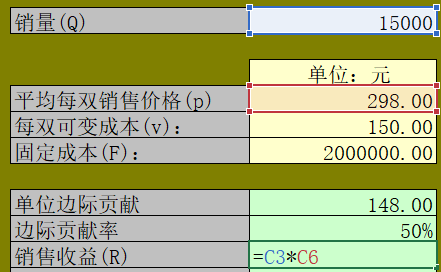 销量(Q) 15000
单位：元
平均每双销售价格(p) 298.00
每双可变成本(v)： 150.00
固定成本(F)： 2000000.00
单位边际贡献 148.00
边际贡献率 50%
销售收益(R) =C3*C6